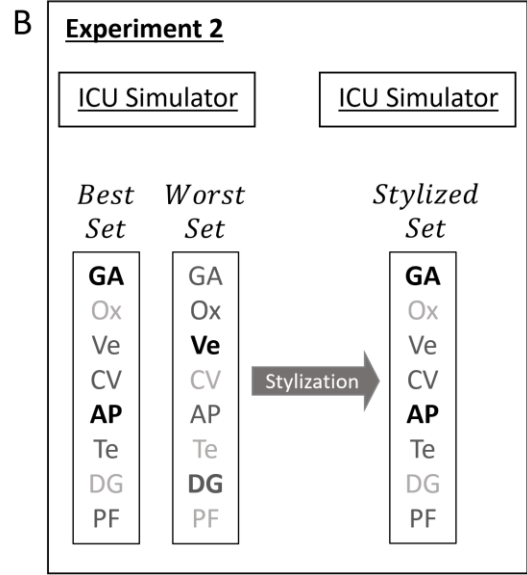 B
Experiment 2
ICU Simulator
ICU Simulator
Best Set
Worst Set
Stylized Set
GA
Ox
Ve
CV
AP
Te
DG
PF
GA
Ox
Ve
CV
AP
Te
DG
PF
Stylization
GA
Ox
Ve
CV
AP
Te
DG
PF